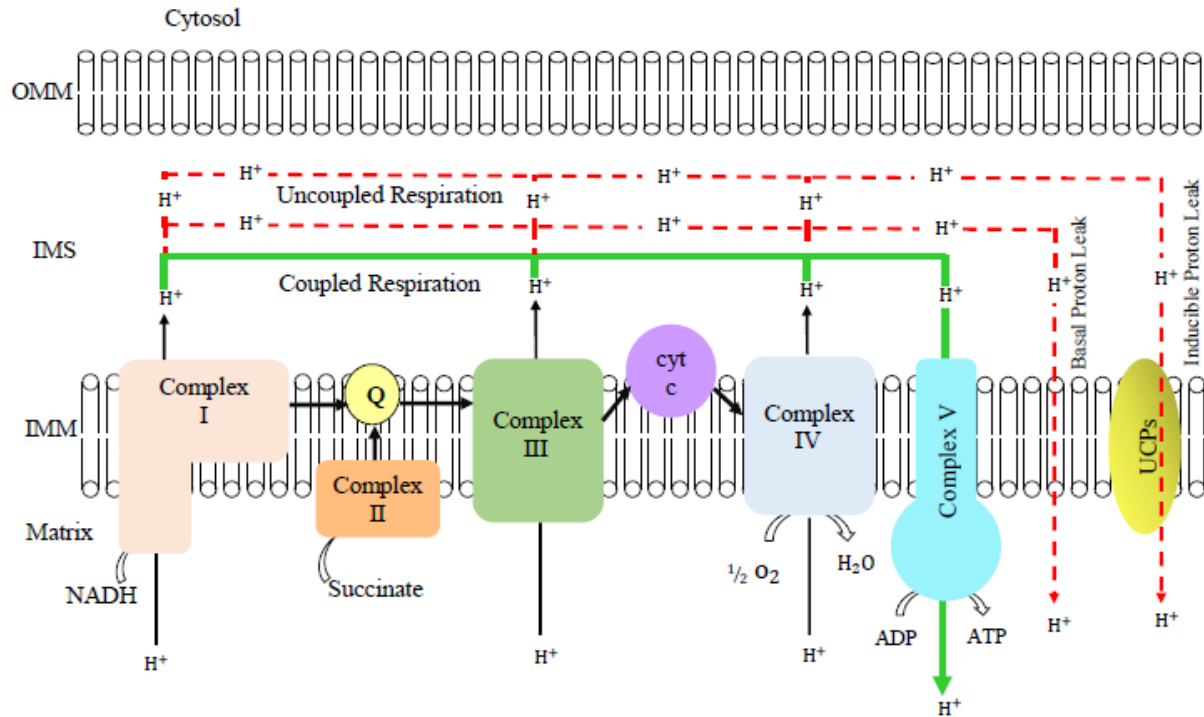 Cytosol
OMM
H⁺ H⁺ H⁺ H⁺
H⁺ Uncoupled Respiration H⁺ H⁺ H⁺
H⁺ H⁺ H⁺ H⁺
IMS
Coupled Respiration
H⁺ H⁺ H⁺ H⁺ H⁺ H⁺
Basal Proton Leak
Inducible Proton Leak
Complex
I
Q
cyt
c
Complex
III
Complex
IV
Complex V
UCPs
IMM
Complex
II
Matrix
NADH
Succinate
½ O₂
H₂O
ADP
ATP
H⁺ H⁺
H⁺ H⁺ H⁺
H⁺